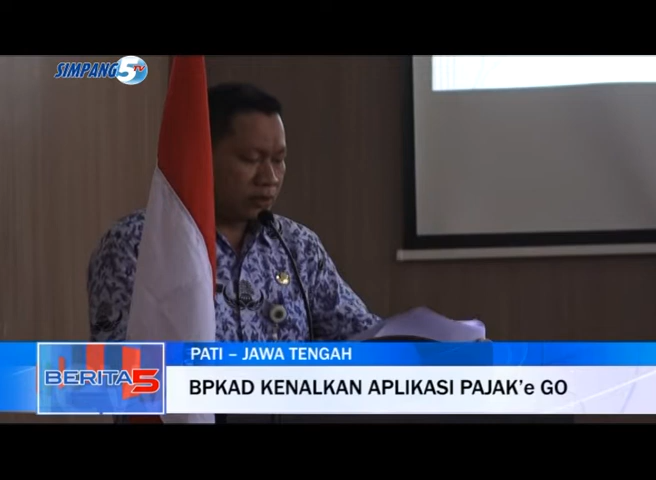 SIMPANG5 TV
PATI – JAWA TENGAH
BERITA5
BPKAD KENALKAN APLIKASI PAJAK'e GO